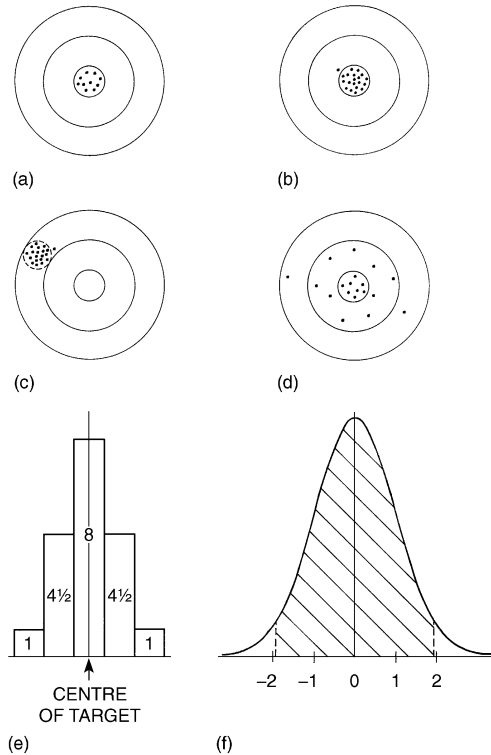 (a)
(b)
(c)
(d)
8
4½ 4½
1 1
CENTRE
OF TARGET
(e)
–2 –1 0 1 2
(f)